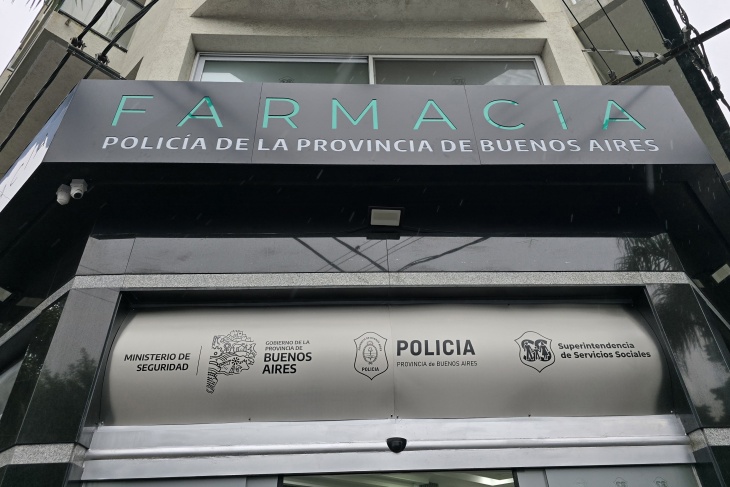 FARMACIA
POLICÍA DE LA PROVINCIA DE BUENOS AIRES
MINISTERIO DE
SEGURIDAD
GOBIERNO DE LA
PROVINCIA DE
BUENOS
AIRES
POLICIA
POLICIA
PROVINCIA DE BUENOS AIRES
Superintendencia
de Servicios Sociales